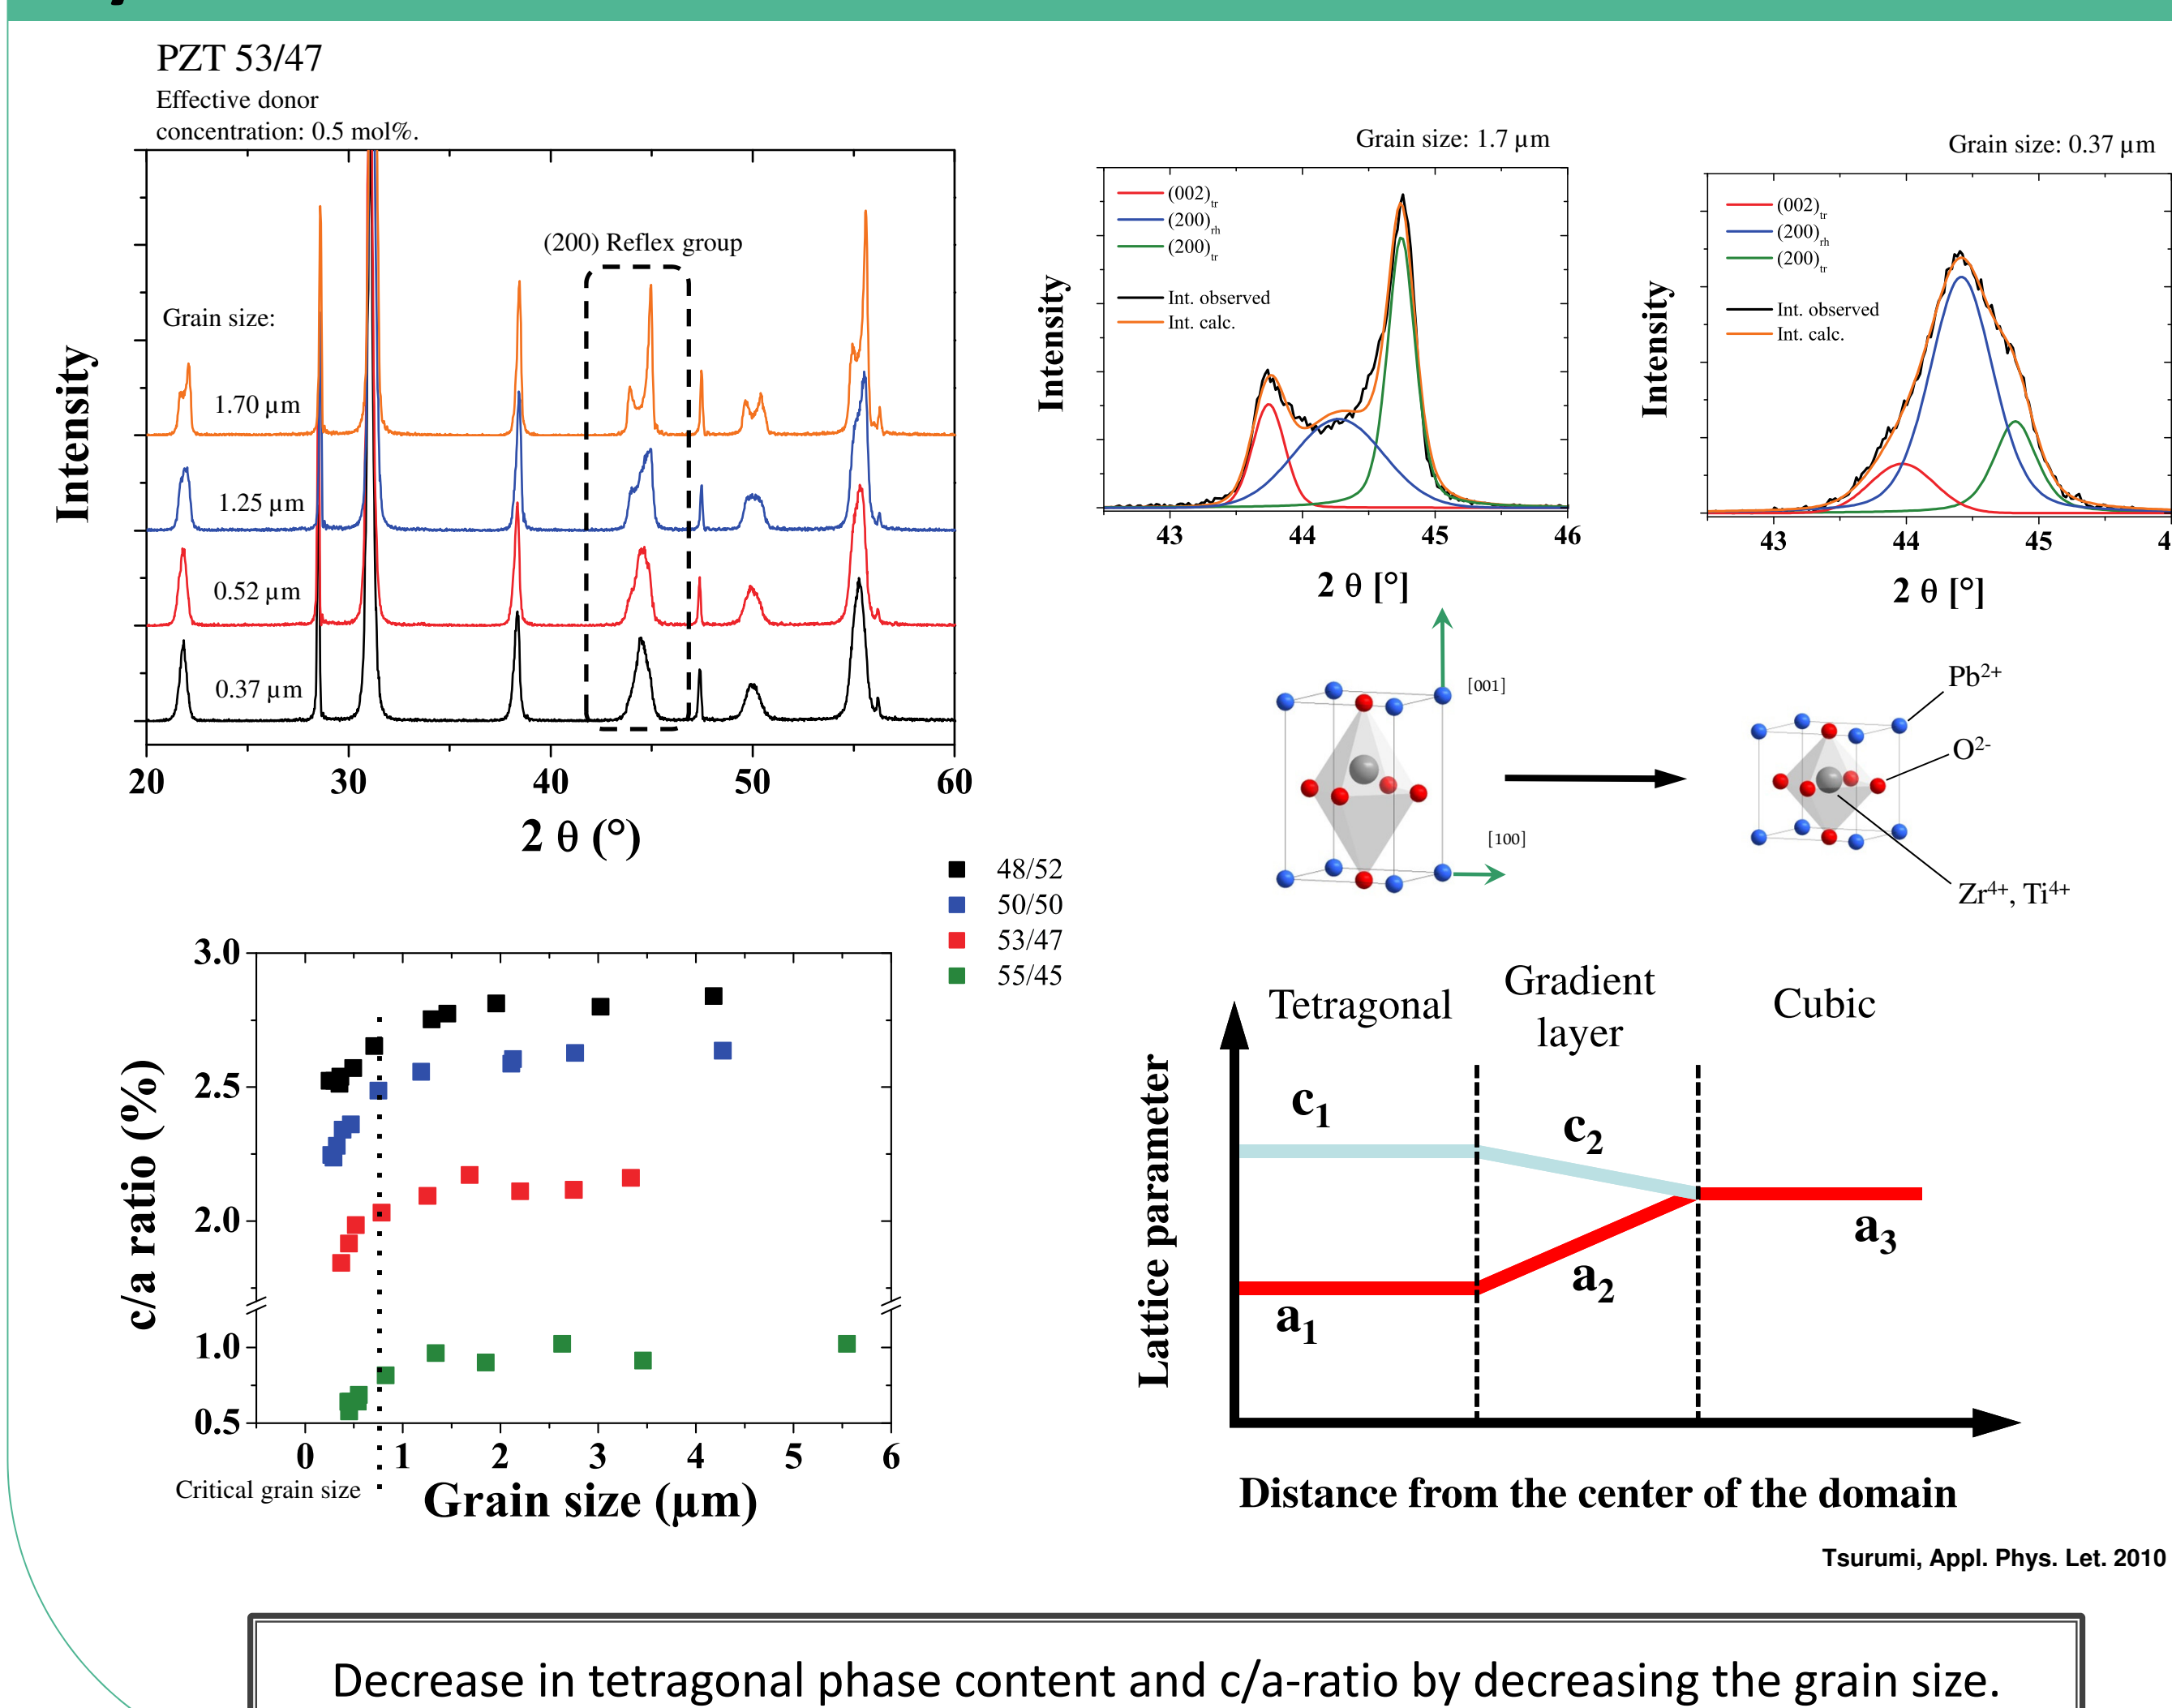 PZT 53/47
Effective donor
concentration: 0.5 mol%.
(200) Reflex group
Grain size:
1.70 µm
1.25 µm
0.52 µm
0.37 µm
Intensity
20 30 40 50 60
2 θ (°)
Grain size: 1.7 µm
(002)tr
(200)rh
(200)tr
Int. observed
Int. calc.
Intensity
43 44 45 46
2 θ [°]
Grain size: 0.37 µm
(002)tr
(200)rh
(200)tr
Int. observed
Int. calc.
Intensity
43 44 45 4
2 θ [°]
[001]
[100]
Pb2+
O2-
Zr4+, Ti4+
48/52
50/50
53/47
55/45
3.0
2.5
2.0
1.0
0.5
c/a ratio (%)
0 1 2 3 4 5 6
Critical grain size
Grain size (µm)
Tetragonal
Gradient
layer
Cubic
c1
c2
a1
a2
a3
Lattice parameter
Distance from the center of the domain
Tsurumi, Appl. Phys. Let. 2010
Decrease in tetragonal phase content and c/a-ratio by decreasing the grain size.